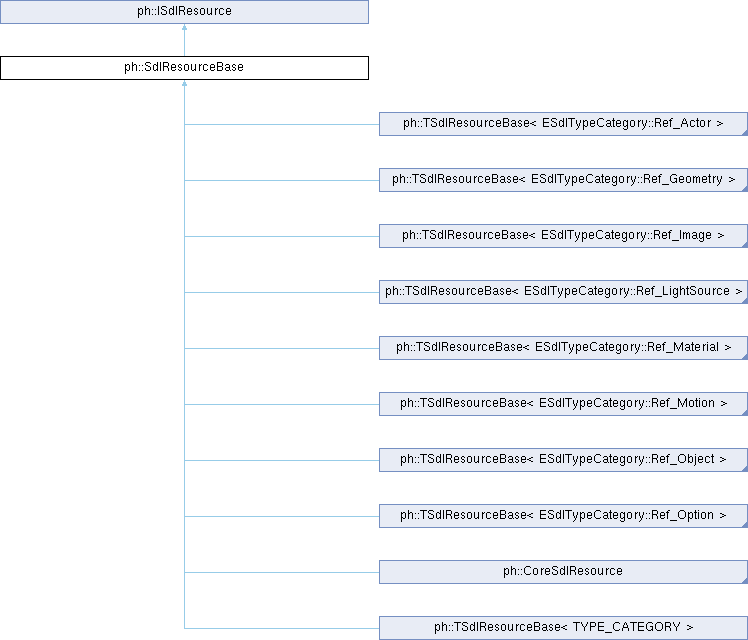 ph::ISdlResource
ph::SdlResourceBase
ph::TSdlResourceBase< ESdlTypeCategory::Ref_Actor >
ph::TSdlResourceBase< ESdlTypeCategory::Ref_Geometry >
ph::TSdlResourceBase< ESdlTypeCategory::Ref_Image >
ph::TSdlResourceBase< ESdlTypeCategory::Ref_LightSource >
ph::TSdlResourceBase< ESdlTypeCategory::Ref_Material >
ph::TSdlResourceBase< ESdlTypeCategory::Ref_Motion >
ph::TSdlResourceBase< ESdlTypeCategory::Ref_Object >
ph::TSdlResourceBase< ESdlTypeCategory::Ref_Option >
ph::CoreSdlResource
ph::TSdlResourceBase< TYPE_CATEGORY >